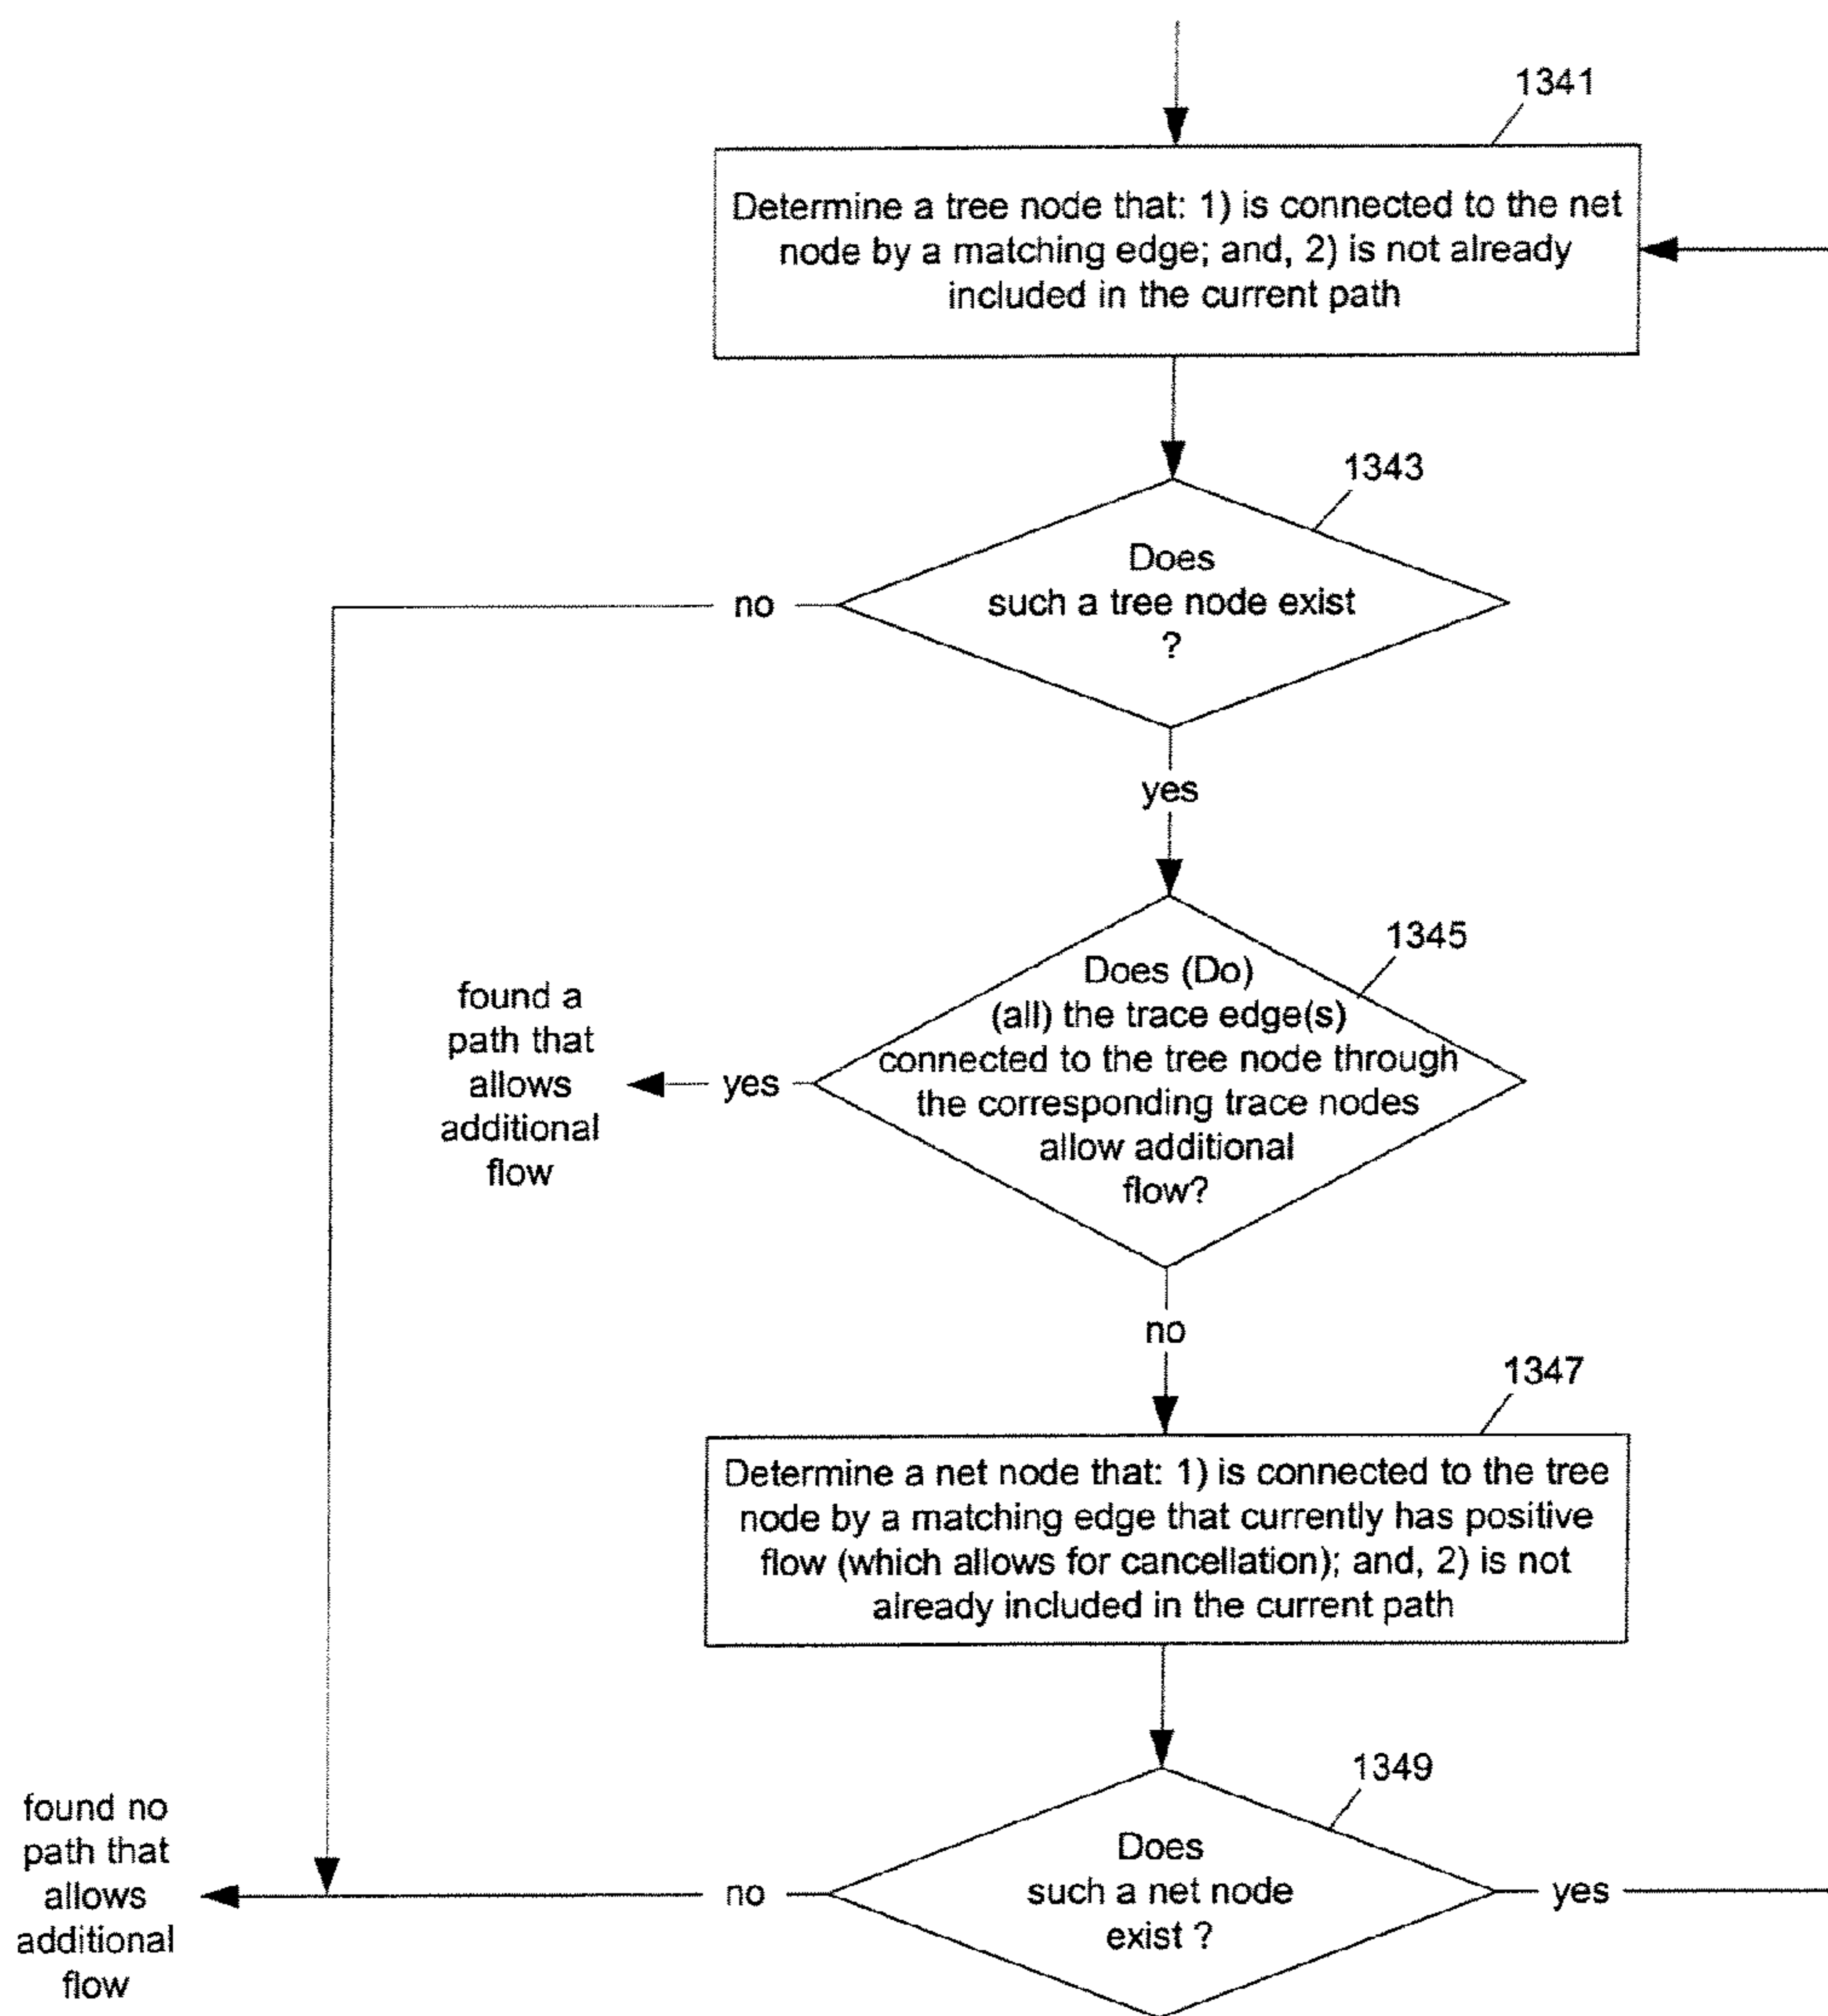 1341
Determine a tree node that: 1) is connected to the net
node by a matching edge; and, 2) is not already
included in the current path
1343
Does
such a tree node exist
?
no
yes
1345
Does (Do)
(all) the trace edge(s)
connected to the tree node through
the corresponding trace nodes
allow additional
flow?
yes
found a
path that
allows
additional
flow
no
1347
Determine a net node that: 1) is connected to the tree
node by a matching edge that currently has positive
flow (which allows for cancellation); and, 2) is not
already included in the current path
1349
Does
such a net node
exist ?
no
yes
found no
path that
allows
additional
flow